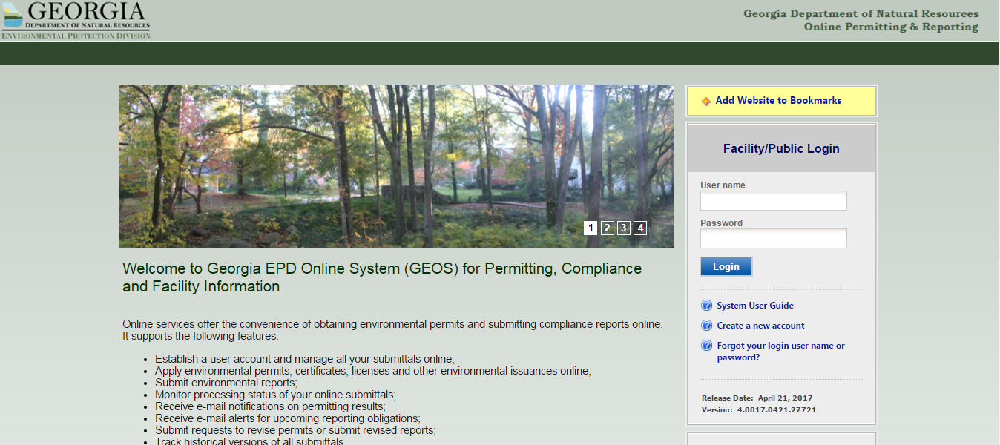 GEORGIA
DEPARTMENT OF NATURAL RESOURCES
ENVIRONMENTAL PROTECTION DIVISION
Georgia Department of Natural Resources
Online Permitting & Reporting
1 2 3 4
Welcome to Georgia EPD Online System (GEOS) for Permitting, Compliance
and Facility Information
Online services offer the convenience of obtaining environmental permits and submitting compliance reports online.
It supports the following features:
• Establish a user account and manage all your submittals online;
• Apply environmental permits, certificates, licenses and other environmental issuances online;
• Submit environmental reports;
• Monitor processing status of your online submittals;
• Receive e-mail notifications on permitting results;
• Receive e-mail alerts for upcoming reporting obligations;
• Submit requests to revise permits or submit revised reports;
• Track historical versions of all submittals
Add Website to Bookmarks
Facility/Public Login
User name
Password
Login
System User Guide
Create a new account
Forgot your login user name or
password?
Release Date: April 21, 2017
Version: 4.0017.0421.27721